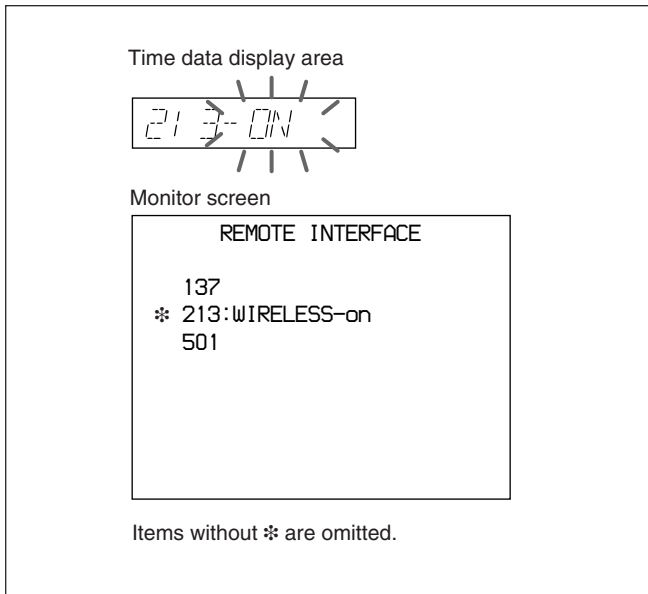 Time data display area
213-ON
Monitor screen
REMOTE INTERFACE
137
✻ 213:WIRELESS-on
501
Items without ✻ are omitted.